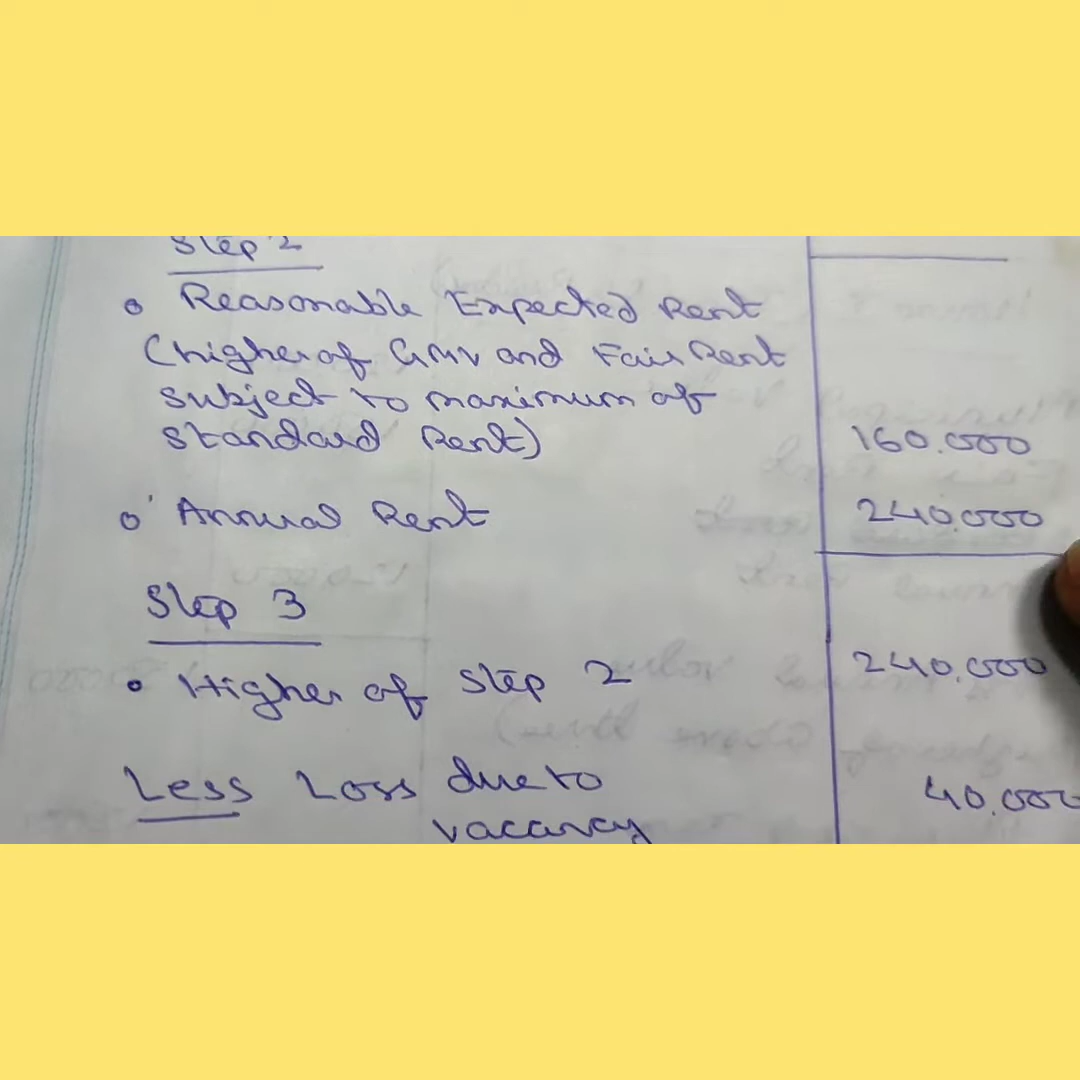 Step 2
Reasonable Expected Rent
(higher of GMV and Fair Rent
subject to maximum of
standard Rent) 160.000
Annual Rent 240.000
Step 3
Higher of Step 2 240.000
Less Loss due to 40.000
vacancy